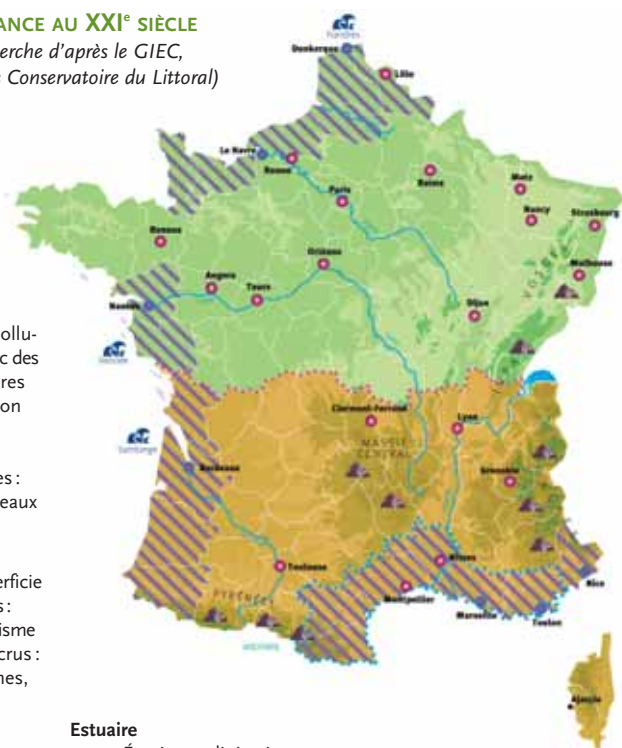 ANCE AU XXIe SIÈCLE
erche d'après le GIEC,
Conservatoire du Littoral)
Dunkerque
Lille
Le Havre
Rouen
Reims
Metz
Paris
Nancy
Strasbourg
Rennes
Orléans
Mulhouse
VOSGES
Angers
Tours
Nantes
Dijon
ollu-
c des
res
on
Clermont-Ferrand
Lyon
MASSIF
CENTRAL
es :
eaux
Bordeaux
Grenoble
erficie
s :
isme
crus :
nes,
Toulouse
Nîmes
Nice
Montpellier
Marseille
Toulon
PYRÉNÉES
Ajaccio
Estuaire